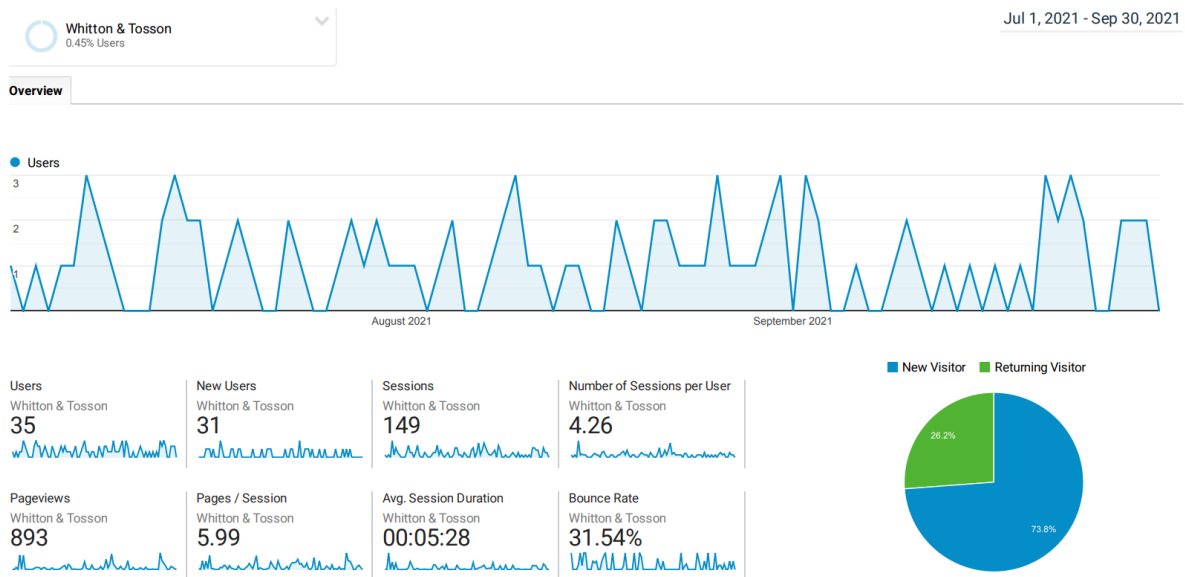 Whitton & Tosson
0.45% Users
Jul 1, 2021 - Sep 30, 2021
Overview
Users
3
2
1
August 2021
September 2021
Users
Whitton & Tosson
35
New Users
Whitton & Tosson
31
Sessions
Whitton & Tosson
149
Number of Sessions per User
Whitton & Tosson
4.26
Pageviews
Whitton & Tosson
893
Pages / Session
Whitton & Tosson
5.99
Avg. Session Duration
Whitton & Tosson
00:05:28
Bounce Rate
Whitton & Tosson
31.54%
New Visitor
Returning Visitor
26.2%
73.8%